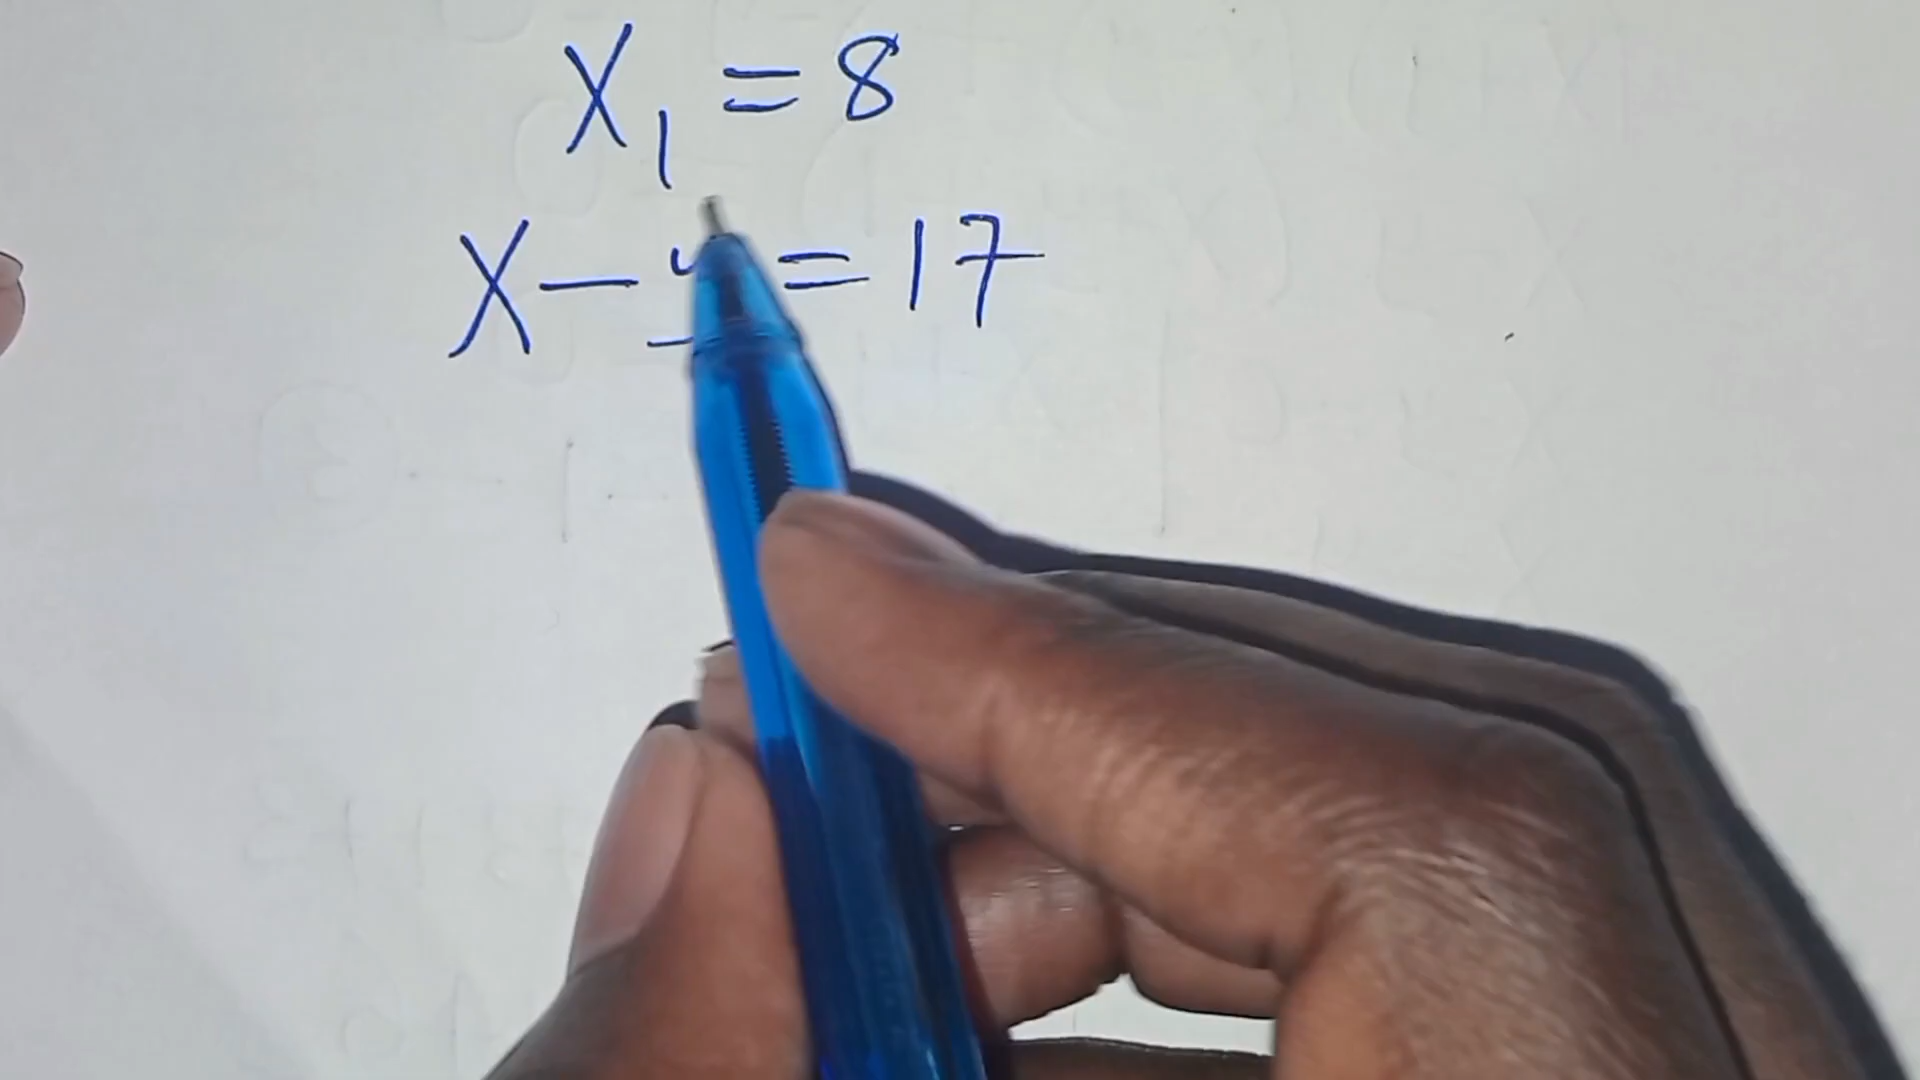 X₁ = 8
X - y = 17